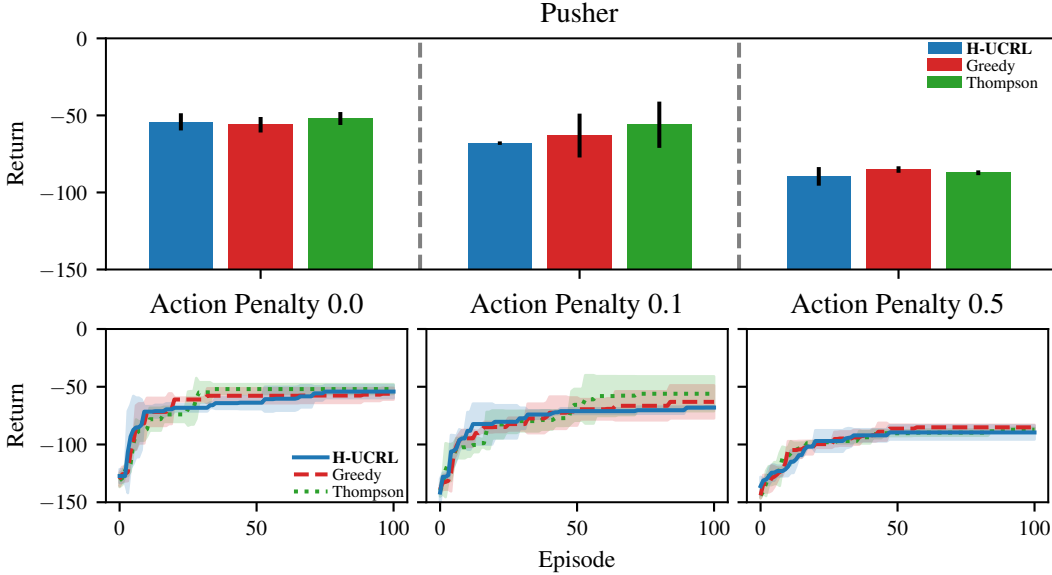 Pusher
0
−50
−100
−150
Return
H-UCRL
Greedy
Thompson
Action Penalty 0.0
Action Penalty 0.1
Action Penalty 0.5
0
−50
−100
−150
Return
H-UCRL
Greedy
Thompson
0 50 100
0 50 100
0 50 100
Episode